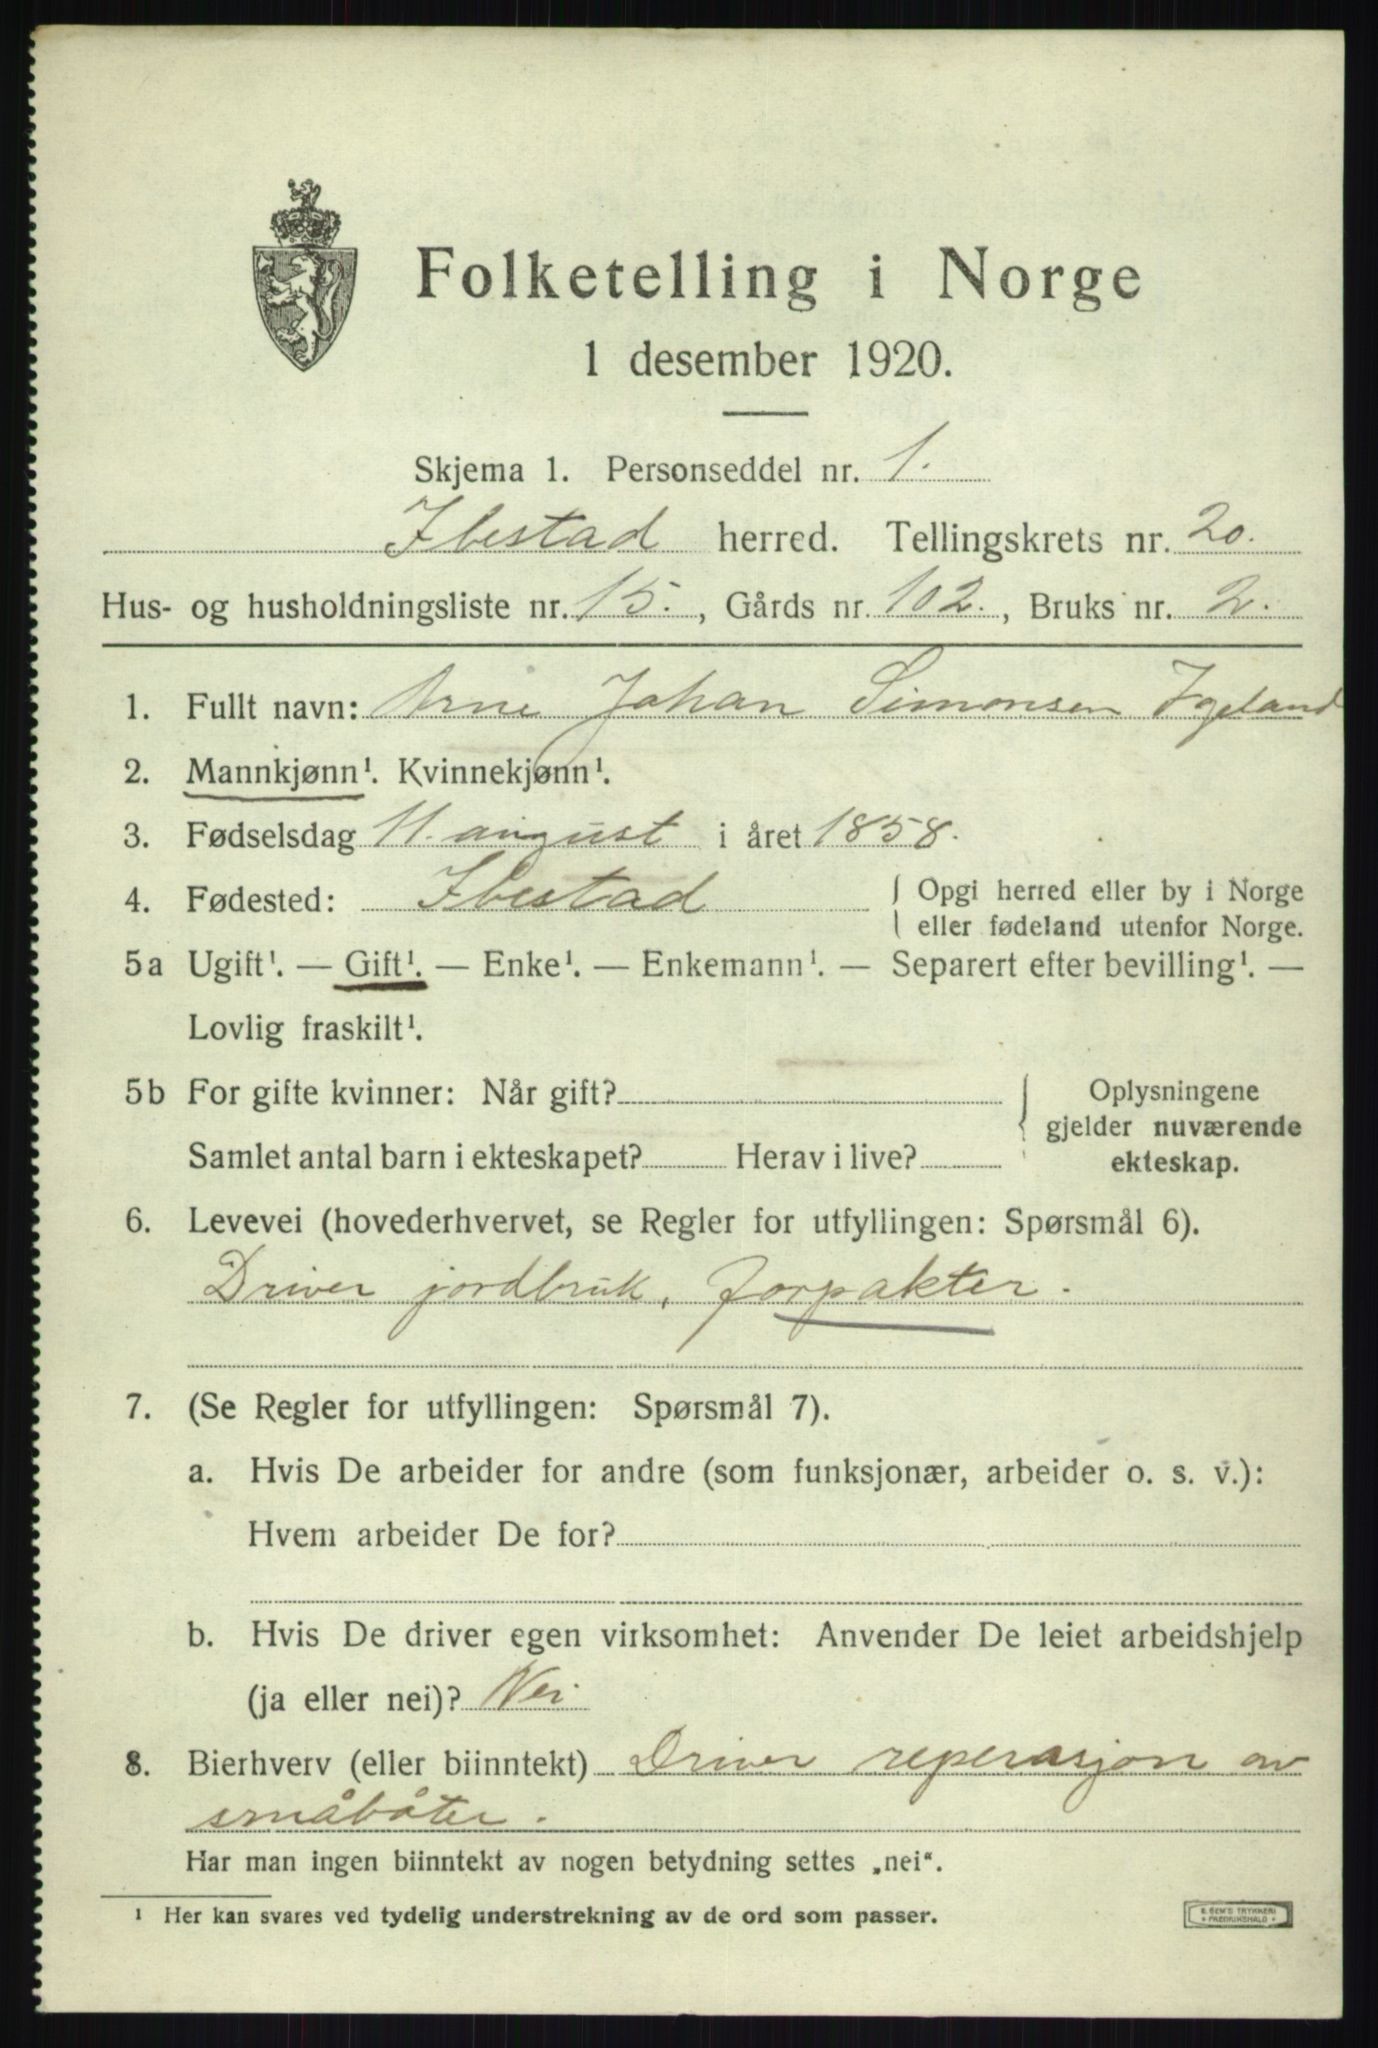 Folketelling i Norge
1 desember 1920.
Skjema 1. Personseddel nr. 1.
Ibestad herred. Tellingskrets nr. 20.
Hus- og husholdningsliste nr. 15., Gårds nr. 102., Bruks nr. 2.
1. Fullt navn: Arne Johan Simonsen Igeland
2. Mannkjønn¹. Kvinnekjønn¹.
3. Fødselsdag 11. august i året 1858.
4. Fødested: Ibestad { Opgi herred eller by i Norge
eller fødeland utenfor Norge.
5a Ugift¹. — Gift¹. — Enke¹. — Enkemann¹. — Separert efter bevilling¹. —
Lovlig fraskilt¹.
5b For gifte kvinner: Når gift? { Oplysningene
gjelder nuværende
Samlet antal barn i ekteskapet? Herav i live? ekteskap.
6. Levevei (hovederhvervet, se Regler for utfyllingen: Spørsmål 6).
Driver jordbruk, forpakter.
7. (Se Regler for utfyllingen: Spørsmål 7).
a. Hvis De arbeider for andre (som funksjonær, arbeider o. s. v.):
Hvem arbeider De for?
b. Hvis De driver egen virksomhet: Anvender De leiet arbeidshjelp
(ja eller nei)? Nei
8. Bierhverv (eller biinntekt) Driver reperasjon av
småbåter.
Har man ingen biinntekt av nogen betydning settes „nei“.
¹ Her kan svares ved tydelig understrekning av de ord som passer.
E. SEM'S TRYKKERI
FREDRIKSHALD